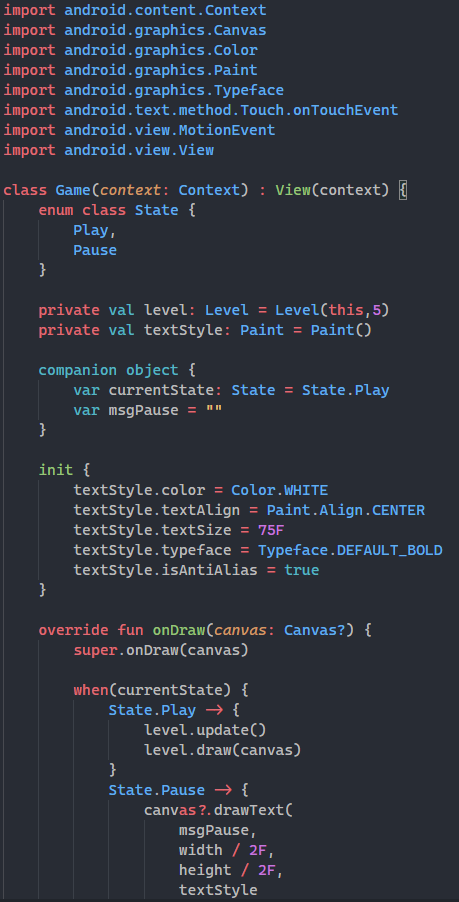 import android.content.Context
import android.graphics.Canvas
import android.graphics.Color
import android.graphics.Paint
import android.graphics.Typeface
import android.text.method.Touch.onTouchEvent
import android.view.MotionEvent
import android.view.View

class Game(context: Context) : View(context) {
    enum class State {
        Play,
        Pause
    }

    private val level: Level = Level(this,5)
    private val textStyle: Paint = Paint()

    companion object {
        var currentState: State = State.Play
        var msgPause = ""
    }

    init {
        textStyle.color = Color.WHITE
        textStyle.textAlign = Paint.Align.CENTER
        textStyle.textSize = 75F
        textStyle.typeface = Typeface.DEFAULT_BOLD
        textStyle.isAntiAlias = true
    }

    override fun onDraw(canvas: Canvas?) {
        super.onDraw(canvas)

        when(currentState) {
            State.Play -> {
                level.update()
                level.draw(canvas)
            }
            State.Pause -> {
                canvas?.drawText(
                    msgPause,
                    width / 2F,
                    height / 2F,
                    textStyle